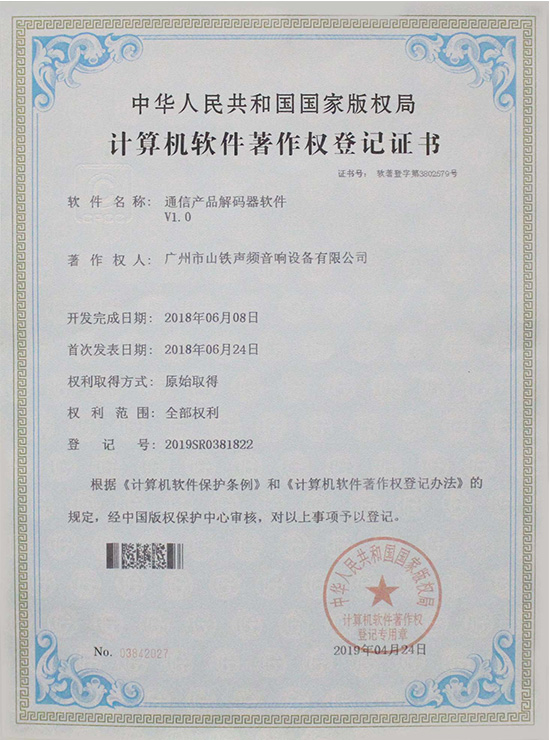 中华人民共和国国家版权局
计算机软件著作权登记证书
证书号： 软著登字第3802579号
软件名称： 通信产品解码器软件
V1.0
著作权人： 广州市山铁声频音响设备有限公司
开发完成日期： 2018年06月08日
首次发表日期： 2018年06月24日
权利取得方式： 原始取得
权利范围： 全部权利
登记号： 2019SR0381822
根据《计算机软件保护条例》和《计算机软件著作权登记办法》的
规定，经中国版权保护中心审核，对以上事项予以登记。
中华人民共和国国家版权局
计算机软件著作权
登记专用章
No. 03842027
2019年04月24日